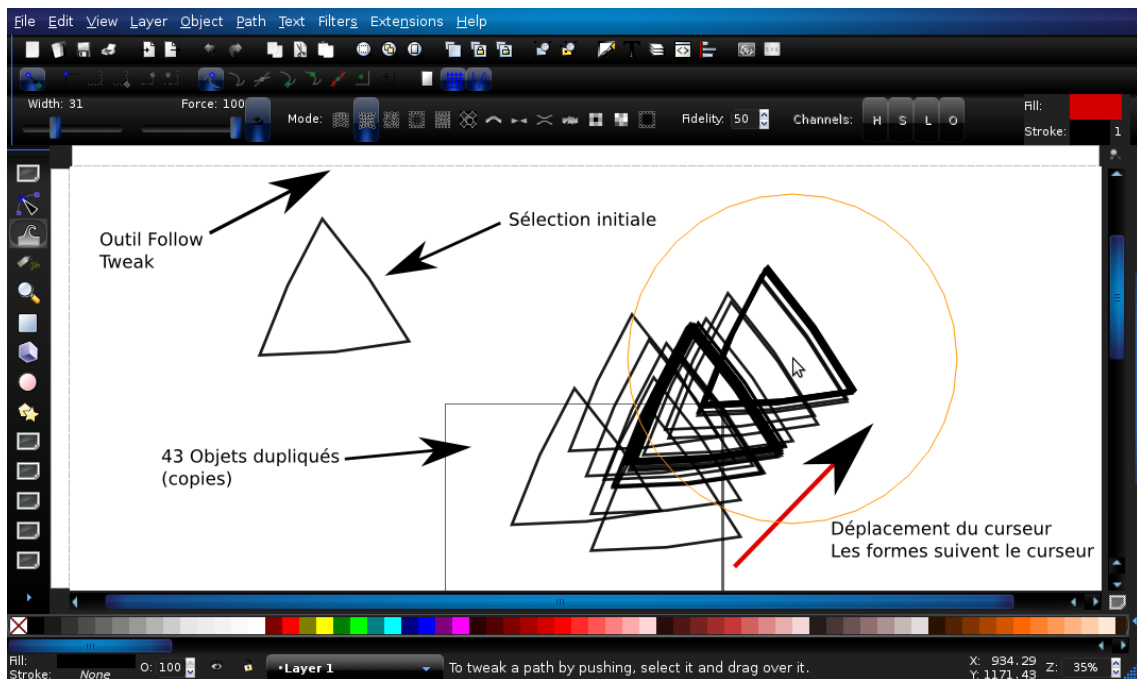 File Edit View Layer Object Path Text Filters Extensions Help
Width: 31 Force: 100 Mode: Fidelity: 50 Channels: H S L O Fill:
Stroke: 1
Sélection initiale
Outil Follow
Tweak
43 Objets dupliqués
(copies)
Déplacement du curseur
Les formes suivent le curseur
Fill: O: 100 •Layer 1 To tweak a path by pushing, select it and drag over it. X: 934.29 Z: 35%
Stroke: None Y: 1171.43